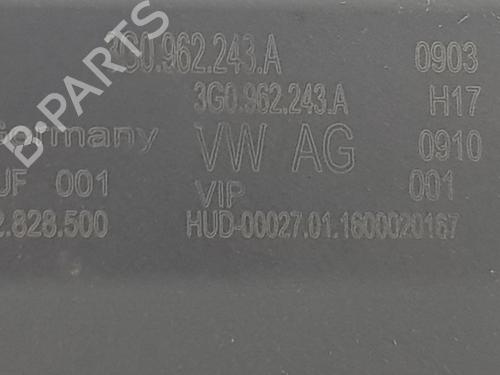 3G0.962.243.A 0903
3G0.962.243.A H17
Germany VW AG 0910
UF 001 VIP 001
2.828.500 HUD-00027.01.1600020167
B-PARTS